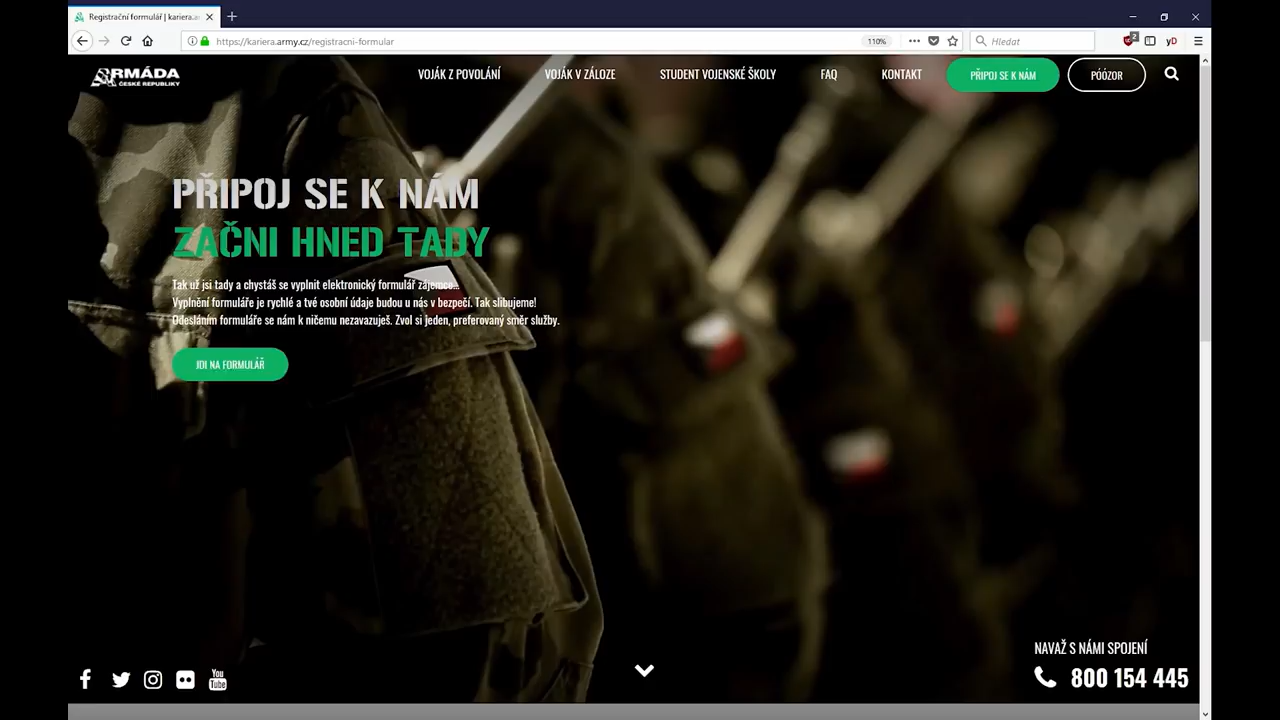 Registrační formulář | kariera.ar
https://kariera.army.cz/registracni-formular
110%
Hledat
2
yD
ARMÁDA
ČESKÉ REPUBLIKY
VOJÁK Z POVOLÁNÍ
VOJÁK V ZÁLOZE
STUDENT VOJENSKÉ ŠKOLY
FAQ
KONTAKT
PŘIPOJ SE K NÁM
PÓÓZOR
PŘIPOJ SE K NÁM
ZAČNI HNED TADY
Tak už jsi tady a chystáš se vyplnit elektronický formulář zájemce...
Vyplnění formuláře je rychlé a tvé osobní údaje budou u nás v bezpečí. Tak slibujeme!
Odesláním formuláře se nám k ničemu nezavazuješ. Zvol si jeden, preferovaný směr služby.
JDI NA FORMULÁŘ
You
Tube
NAVAŽ S NÁMI SPOJENÍ
800 154 445